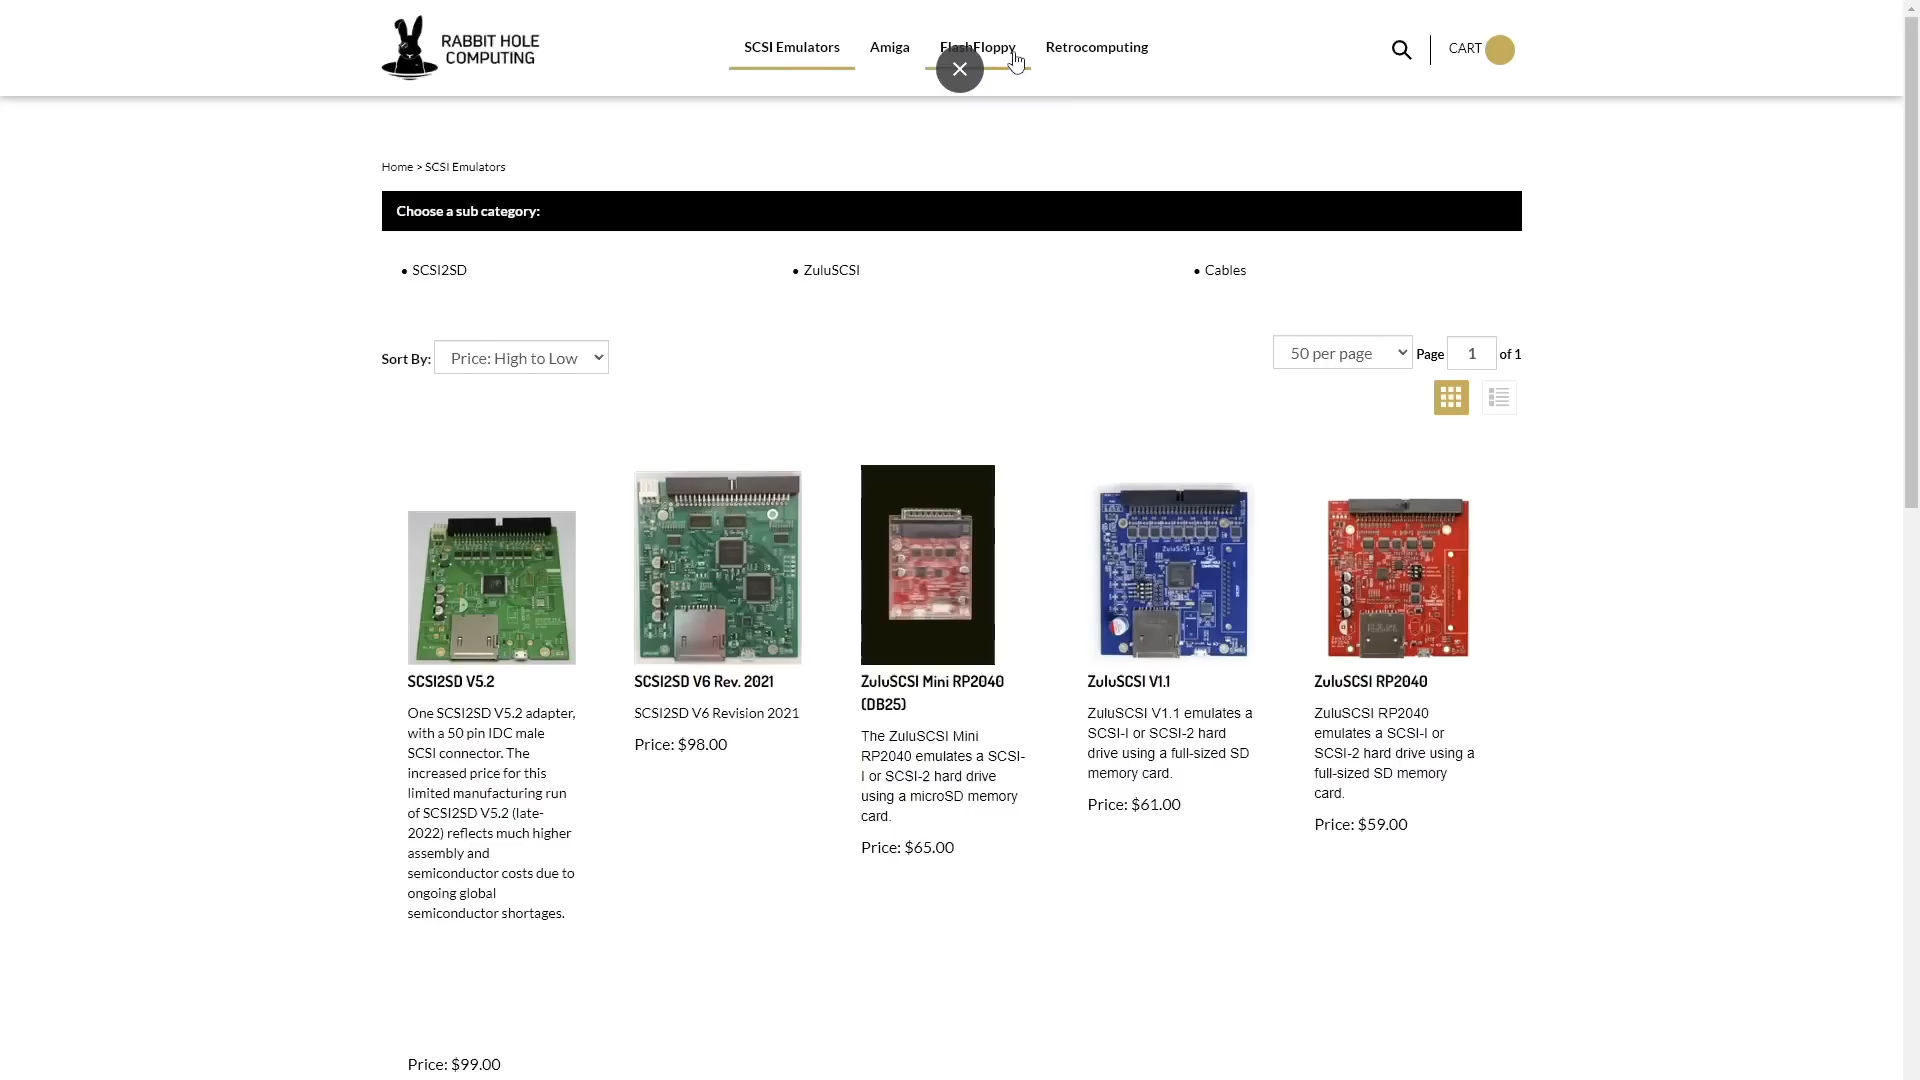 RABBIT HOLE
COMPUTING
SCSI Emulators
Amiga
FlashFloppy
Retrocomputing
CART
Home > SCSI Emulators
Choose a sub category:
• SCSI2SD
• ZuluSCSI
• Cables
Sort By: Price: High to Low
50 per page Page 1 of 1
SCSI2SD V5.2
One SCSI2SD V5.2 adapter,
with a 50 pin IDC male
SCSI connector. The
increased price for this
limited manufacturing run
of SCSI2SD V5.2 (late-
2022) reflects much higher
assembly and
semiconductor costs due to
ongoing global
semiconductor shortages.
Price: $99.00
SCSI2SD V6 Rev. 2021
SCSI2SD V6 Revision 2021
Price: $98.00
ZuluSCSI Mini RP2040
(DB25)
The ZuluSCSI Mini
RP2040 emulates a SCSI-
I or SCSI-2 hard drive
using a microSD memory
card.
Price: $65.00
ZuluSCSI v1.1
ZuluSCSI V1.1
ZuluSCSI V1.1 emulates a
SCSI-I or SCSI-2 hard
drive using a full-sized SD
memory card.
Price: $61.00
ZuluSCSI RP2040
ZuluSCSI RP2040
emulates a SCSI-I or
SCSI-2 hard drive using a
full-sized SD memory
card.
Price: $59.00